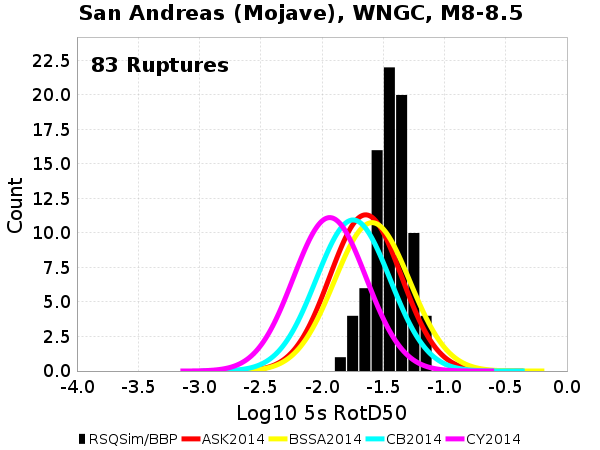 San Andreas (Mojave), WNGC, M8-8.5
83 Ruptures
Count
22.5
20.0
17.5
15.0
12.5
10.0
7.5
5.0
2.5
0.0
-4.0 -3.5 -3.0 -2.5 -2.0 -1.5 -1.0 -0.5 0.0
Log10 5s RotD50
RSQSim/BBP ASK2014 BSSA2014 CB2014 CY2014